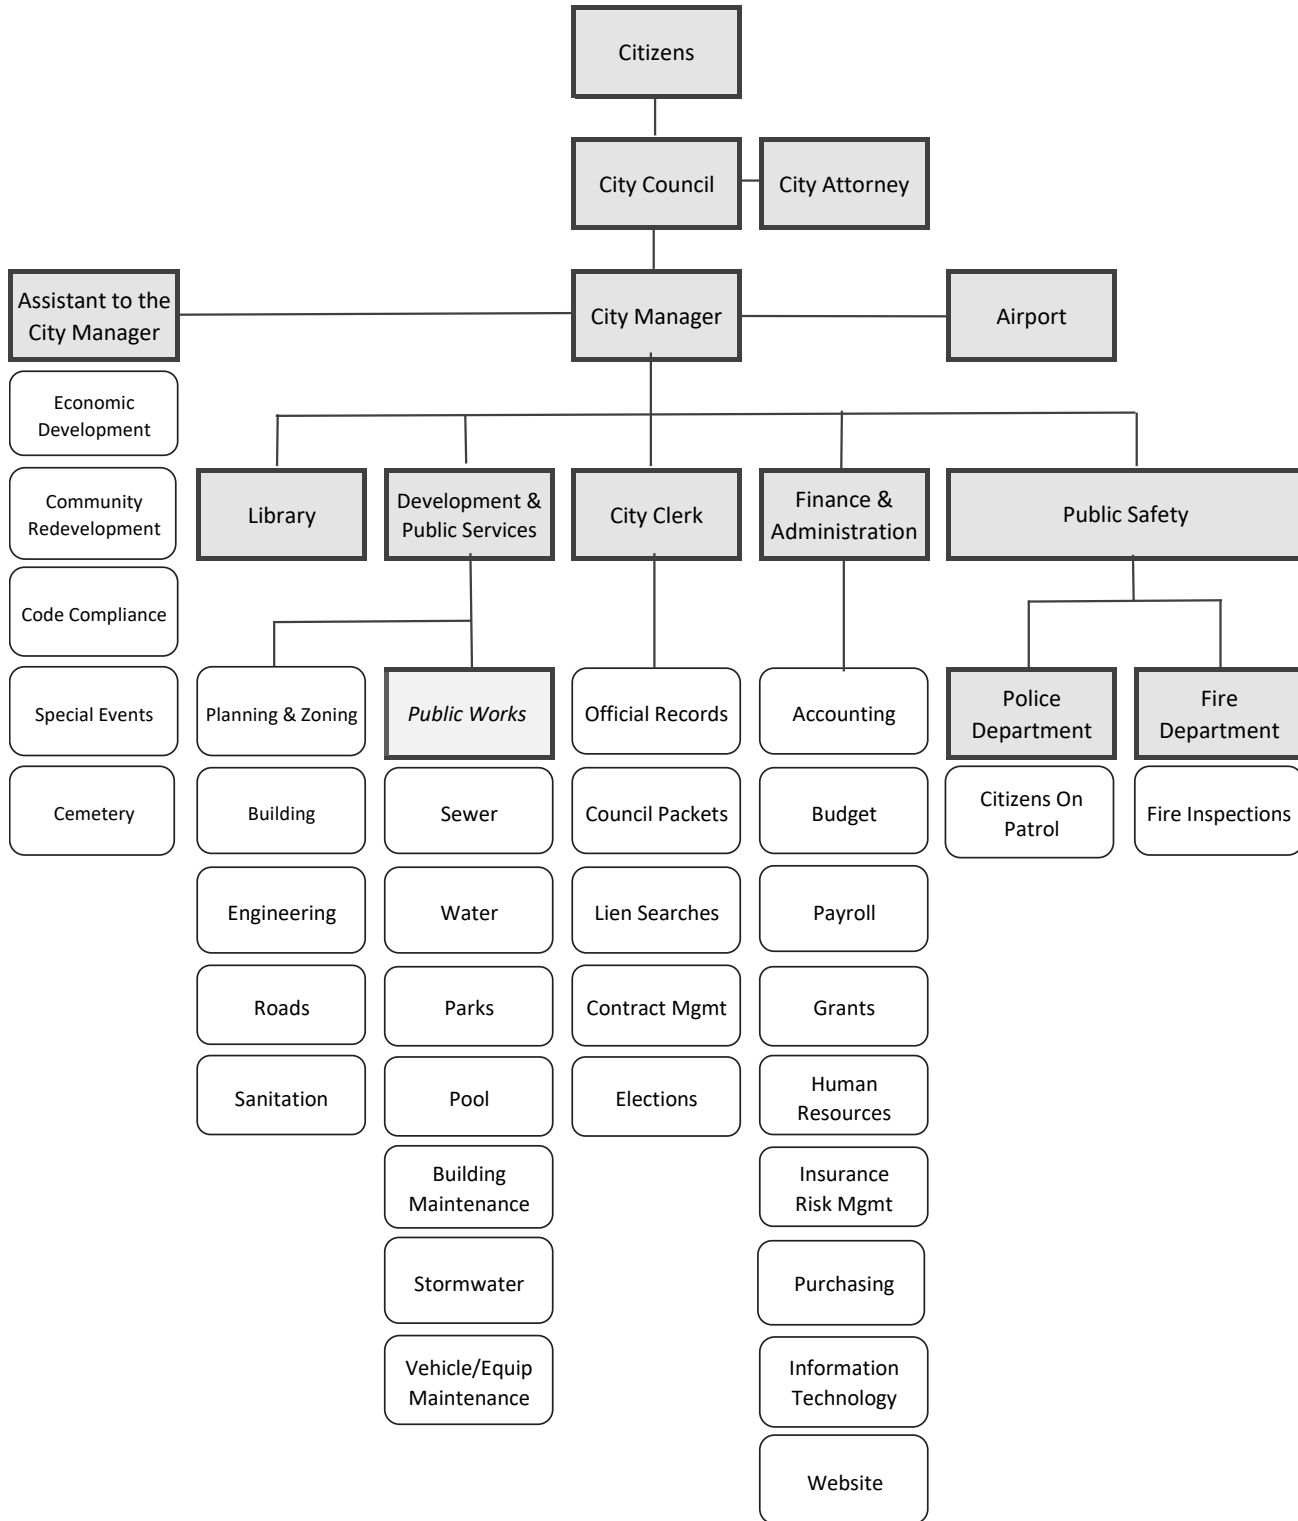 Citizens
City Council
City Attorney
Assistant to the
City Manager
City Manager
Airport
Economic
Development
Community
Redevelopment
Code Compliance
Special Events
Cemetery
Library
Development &
Public Services
City Clerk
Finance &
Administration
Public Safety
Planning & Zoning
Building
Engineering
Roads
Sanitation
Public Works
Sewer
Water
Parks
Pool
Building
Maintenance
Stormwater
Vehicle/Equip
Maintenance
Official Records
Council Packets
Lien Searches
Contract Mgmt
Elections
Accounting
Budget
Payroll
Grants
Human
Resources
Insurance
Risk Mgmt
Purchasing
Information
Technology
Website
Police
Department
Citizens On
Patrol
Fire
Department
Fire Inspections